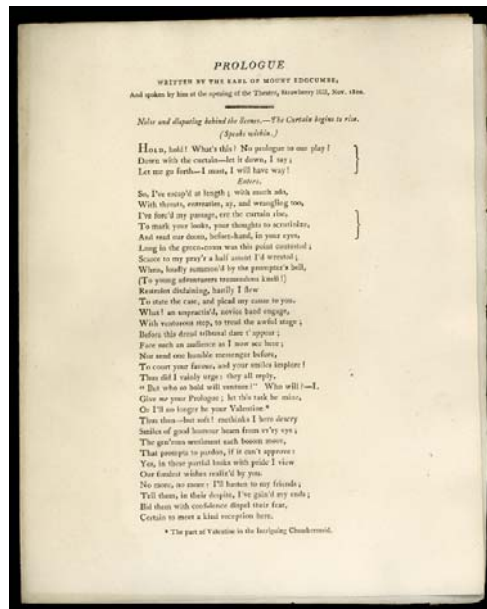 PROLOGUE
WRITTEN BY THE EARL OF MOUNT EDGCUMBE,
And spoken by him at the opening of the Theatre, Strawberry Hill, Nov. 1800.
Noise and disputing behind the Scenes.—The Curtain begins to rise.
(Speaks within.)
HOLD, hold! What's this! No prologue to our play!
Down with the curtain—let it down, I say;
Let me go forth—I must, I will have way!
Enters.
So, I've escap'd at length; with much ado,
With threats, entreaties, ay, and wrangling too,
I've forc'd my passage, ere the curtain rise,
To mark your looks, your thoughts to scrutinize,
And read our doom, before-hand, in your eyes,
Long in the green-room was this point contested;
Scarce to my pray'r a half assent I'd wrested;
When, loudly summon'd by the prompter's bell,
(To young adventurers tremendous knell!)
Restraint disdaining, hastily I flew
To state the case, and plead my cause to you.
What! an unpractis'd, novice band engage,
With venturous step, to tread the awful stage;
Before this dread tribunal dare t' appear;
Face such an audience as I now see here;
Nor send one humble messenger before,
To court your favour, and your smiles implore!
Thus did I vainly urge: they all reply,
" But who so bold will venture?" Who will?—I.
Give me your Prologue; let this task be mine,
Or I'll no longer be your Valentine.*
Thus then—but soft! methinks I here descry
Smiles of good humour beam from ev'ry eye;
The gen'rous sentiment each bosom move,
That prompts to pardon, if it can't approve:
Yes, in these partial looks with pride I view
Our fondest wishes realiz'd by you.
No more, no more: I'll hasten to my friends;
Tell them, in their despite, I've gain'd my ends;
Bid them with confidence dispel their fear,
Certain to meet a kind reception here.
* The part of Valentine in the Intriguing Chambermaid.